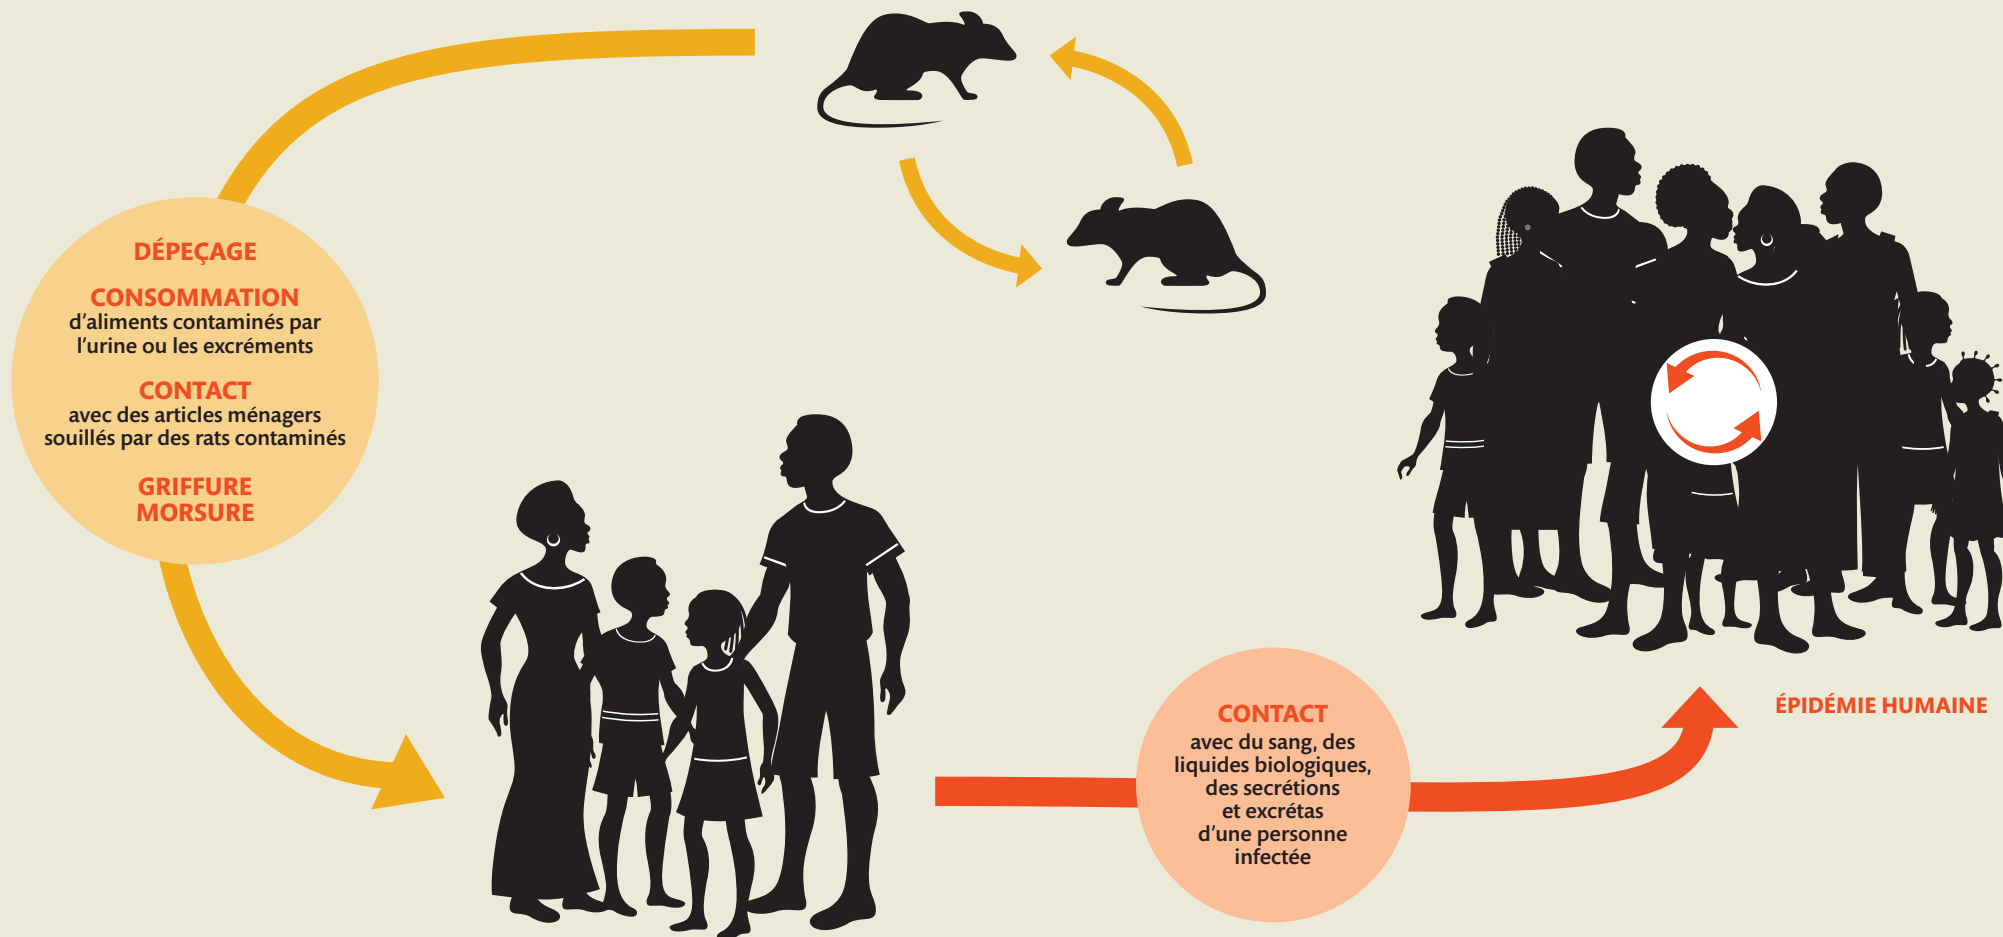 DÉPEÇAGE
CONSOMMATION
d’aliments contaminés par
l’urine ou les excréments
CONTACT
avec des articles ménagers
souillés par des rats contaminés
GRIFFURE
MORSURE
CONTACT
avec du sang, des
liquides biologiques,
des secrétions
et excrétas
d’une personne
infectée
ÉPIDÉMIE HUMAINE